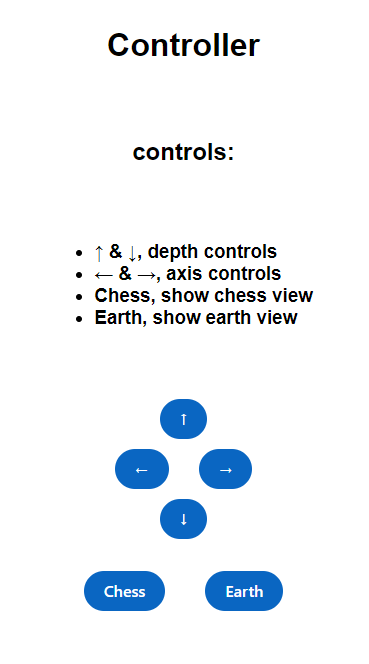 Controller
controls:
↑ & ↓, depth controls
← & →, axis controls
Chess, show chess view
Earth, show earth view
↑
← →
↓
Chess Earth